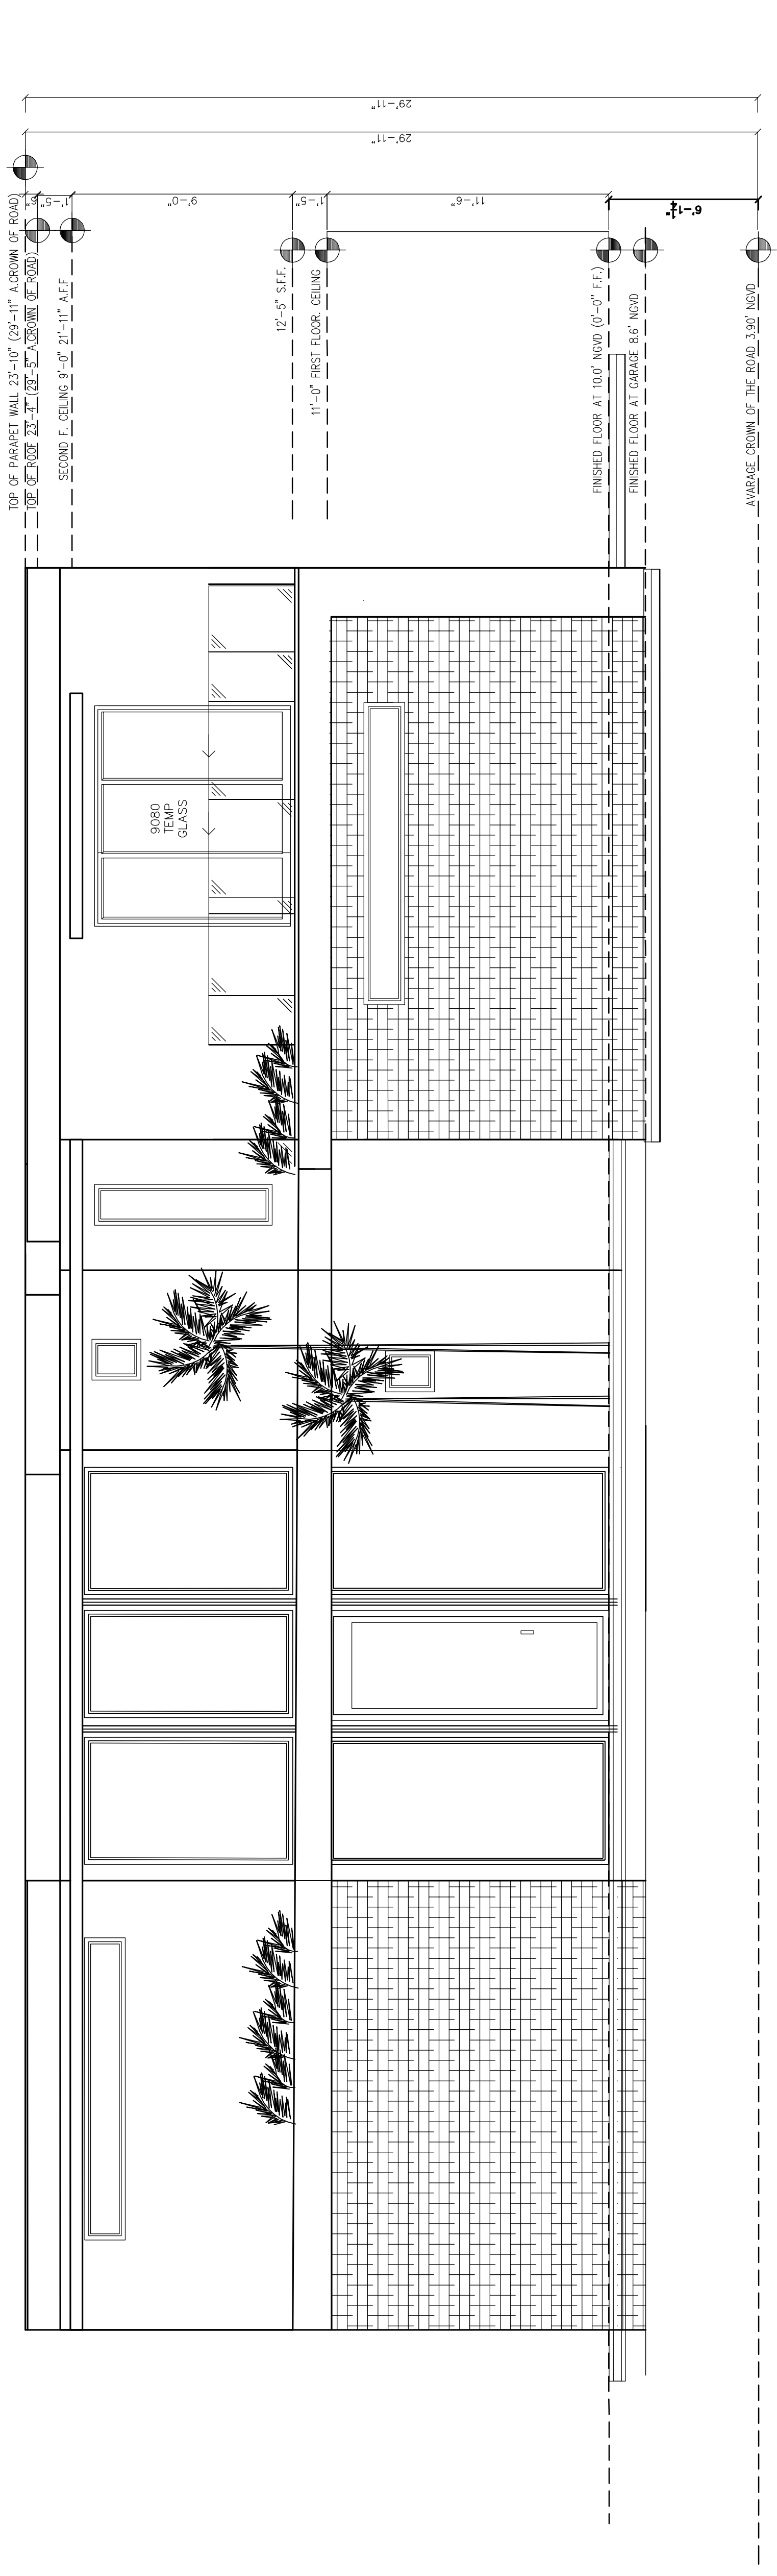 29'-11"
29'-11"
6"
1'-5"
9'-0"
1'-5"
11'-6"
6'-1½"
TOP OF PARAPET WALL 23'-10" (29'-11" A.CROWN OF ROAD)
TOP OF ROOF 23'-4" (29'-5" A.CROWN OF ROAD)
SECOND F. CEILING 9'-0" 21'-11" A.F.F
12'-5" S.F.F.
11'-0" FIRST FLOOR. CEILING
FINISHED FLOOR AT 10.0' NGVD (0'-0" F.F.)
FINISHED FLOOR AT GARAGE 8.6' NGVD
AVARAGE CROWN OF THE ROAD 3.90' NGVD
9080
TEMP
GLASS